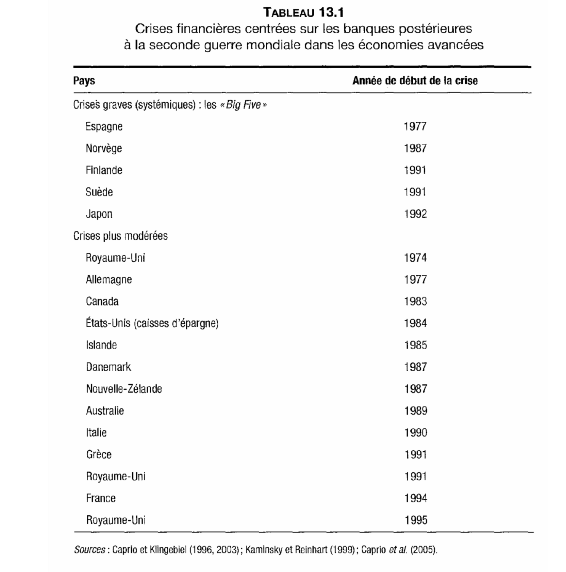 TABLEAU 13.1
Crises financières centrées sur les banques postérieures
à la seconde guerre mondiale dans les économies avancées
Pays Année de début de la crise
Crises graves (systémiques) : les «Big Five»
Espagne 1977
Norvège 1987
Finlande 1991
Suède 1991
Japon 1992
Crises plus modérées
Royaume-Uni 1974
Allemagne 1977
Canada 1983
États-Unis (caisses d'épargne) 1984
Islande 1985
Danemark 1987
Nouvelle-Zélande 1987
Australie 1989
Italie 1990
Grèce 1991
Royaume-Uni 1991
France 1994
Royaume-Uni 1995
Sources : Caprio et Klingebiel (1996, 2003) ; Kaminsky et Reinhart (1999) ; Caprio et al. (2005).